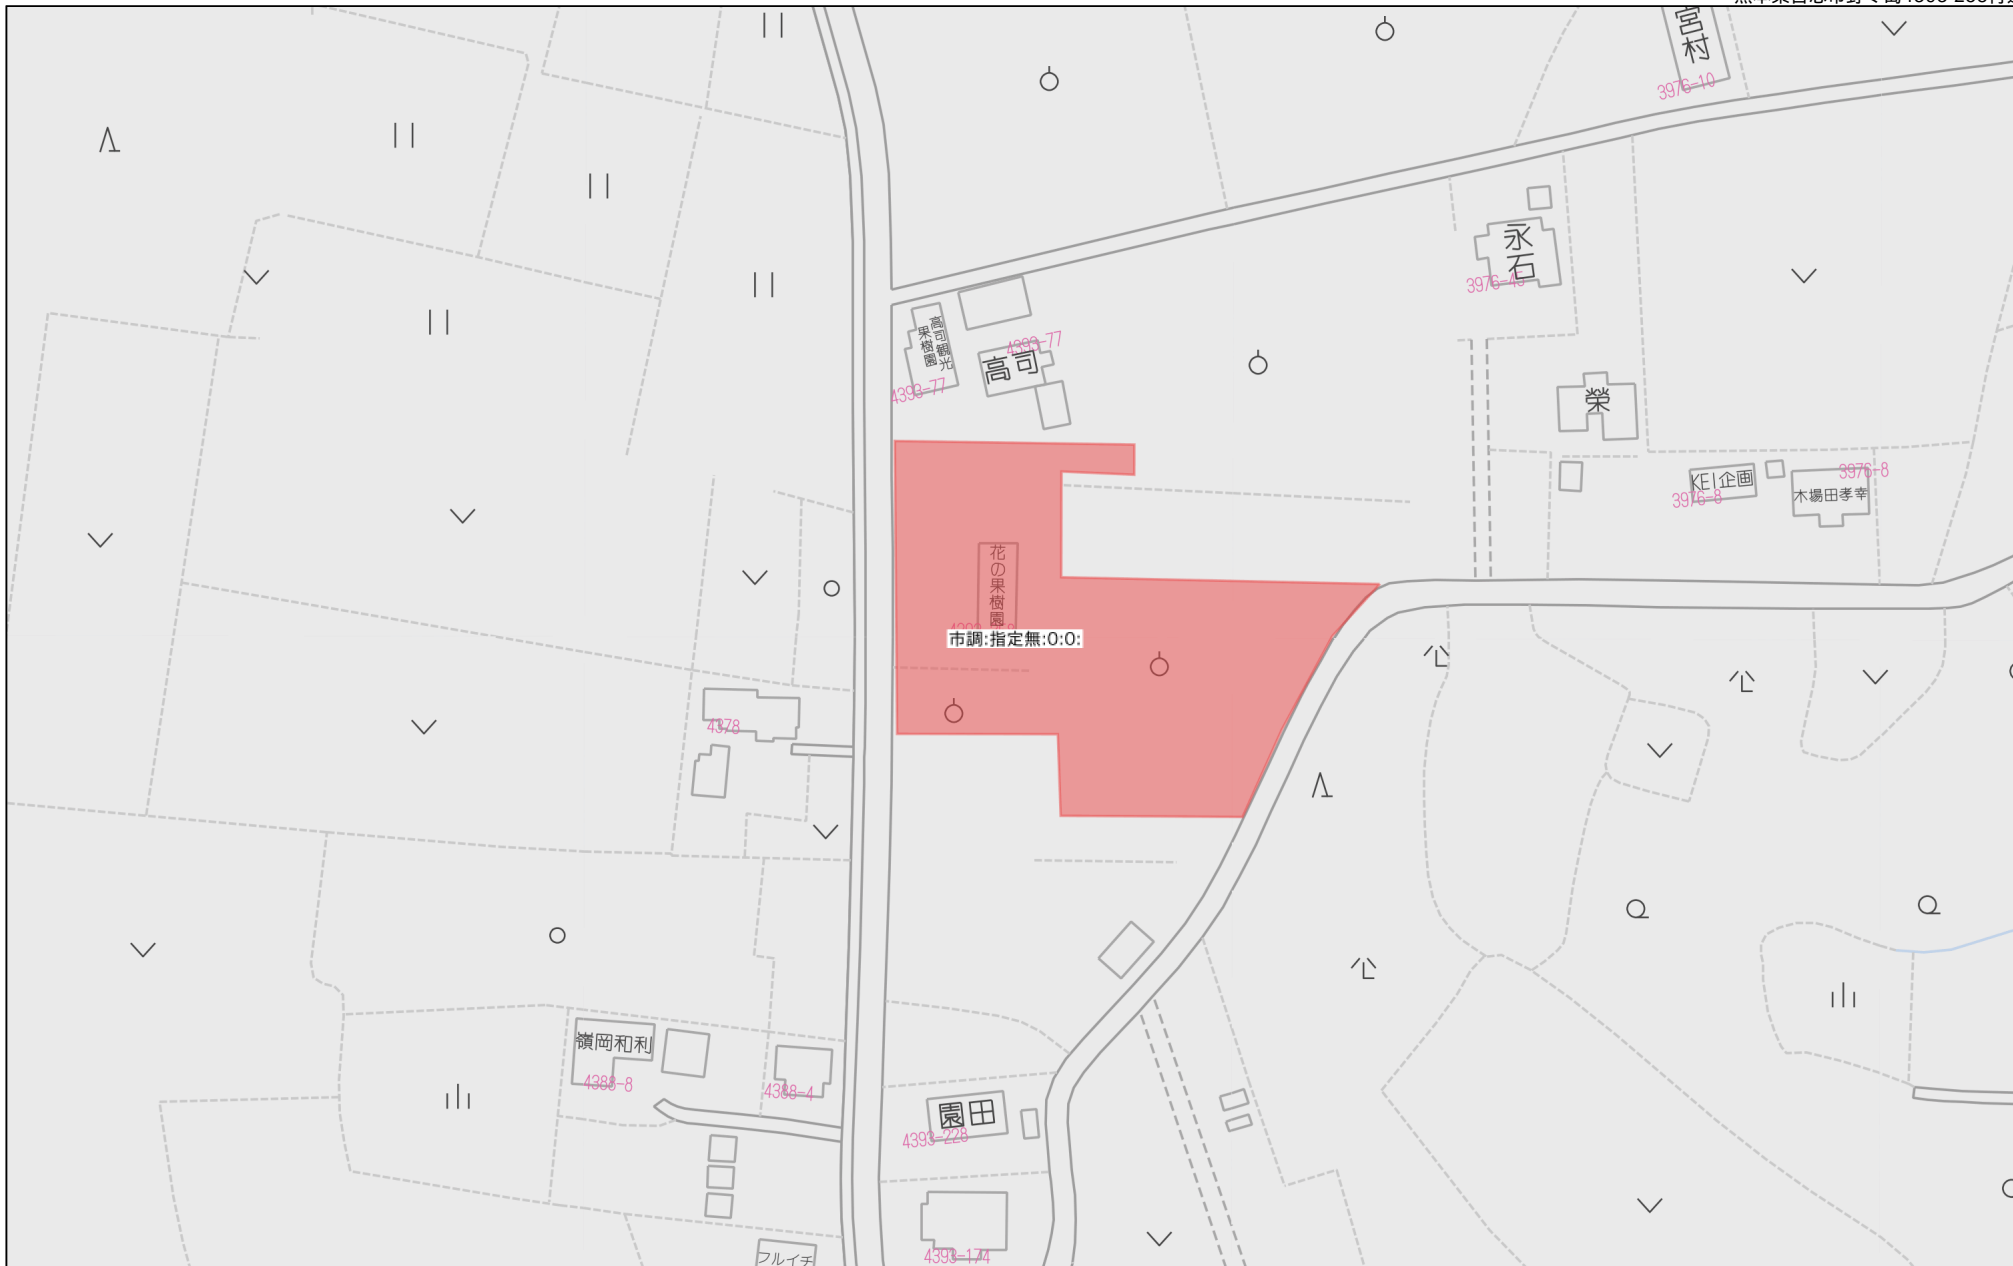 宮村
3976-10
永石
3976-45
高司観光
果樹園
4393-77
高司
4393-77
榮
KEI企画
3976-8
木場田孝幸
3976-8
花の果樹園
市調:指定無:0:0:
4378
嶺岡和利
4388-8
4388-4
園田
4393-228
4393-174
フルイチ